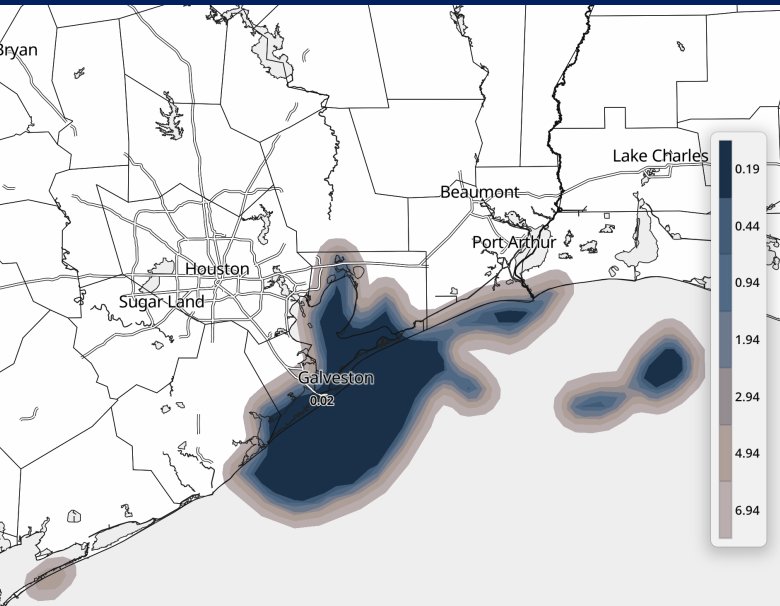 Bryan
Lake Charles
Beaumont
Port Arthur
Houston
Sugar Land
Galveston
0.02
0.19
0.44
0.94
1.94
2.94
4.94
6.94